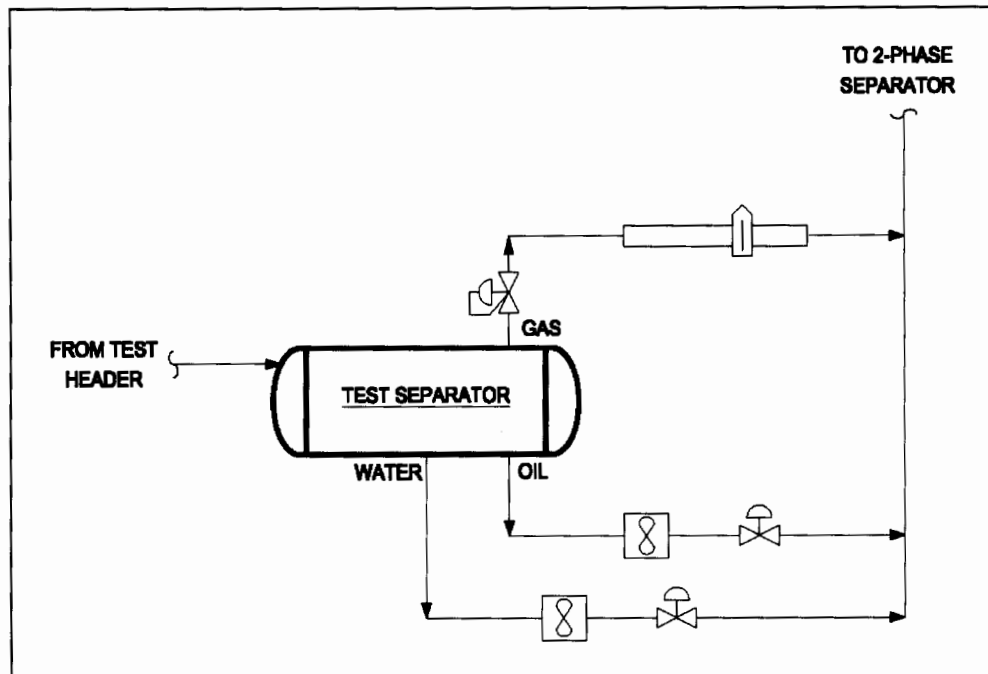 TO 2-PHASE
SEPARATOR
GAS
FROM TEST
HEADER
TEST SEPARATOR
WATER
OIL